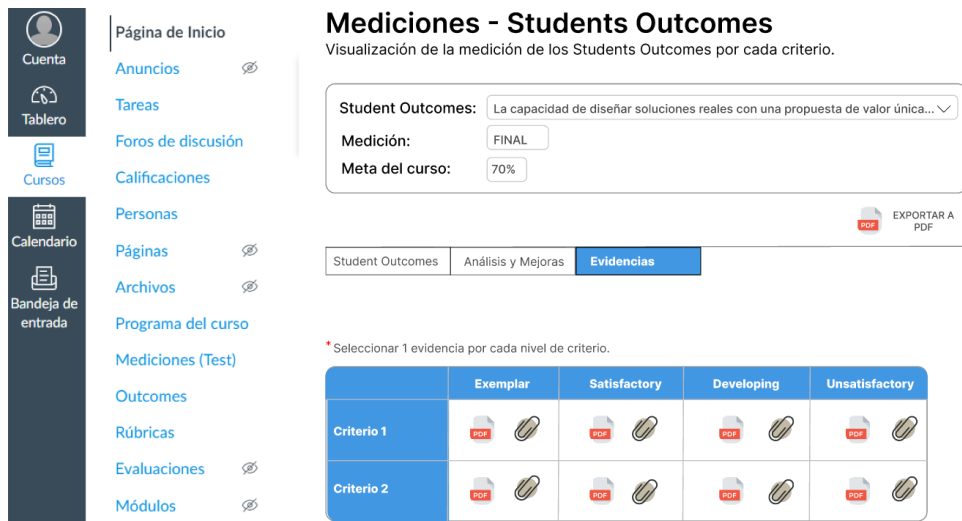 Cuenta
Tablero
Cursos
Calendario
Bandeja de
entrada
Página de Inicio
Anuncios
Tareas
Foros de discusión
Calificaciones
Personas
Páginas
Archivos
Programa del curso
Mediciones (Test)
Outcomes
Rúbricas
Evaluaciones
Módulos
Mediciones - Students Outcomes
Visualización de la medición de los Students Outcomes por cada criterio.
Student Outcomes: La capacidad de diseñar soluciones reales con una propuesta de valor única...
Medición: FINAL
Meta del curso: 70%
PDF EXPORTAR A
PDF
Student Outcomes Análisis y Mejoras Evidencias
* Seleccionar 1 evidencia por cada nivel de criterio.
Exemplar Satisfactory Developing Unsatisfactory
Criterio 1 PDF PDF PDF PDF
Criterio 2 PDF PDF PDF PDF